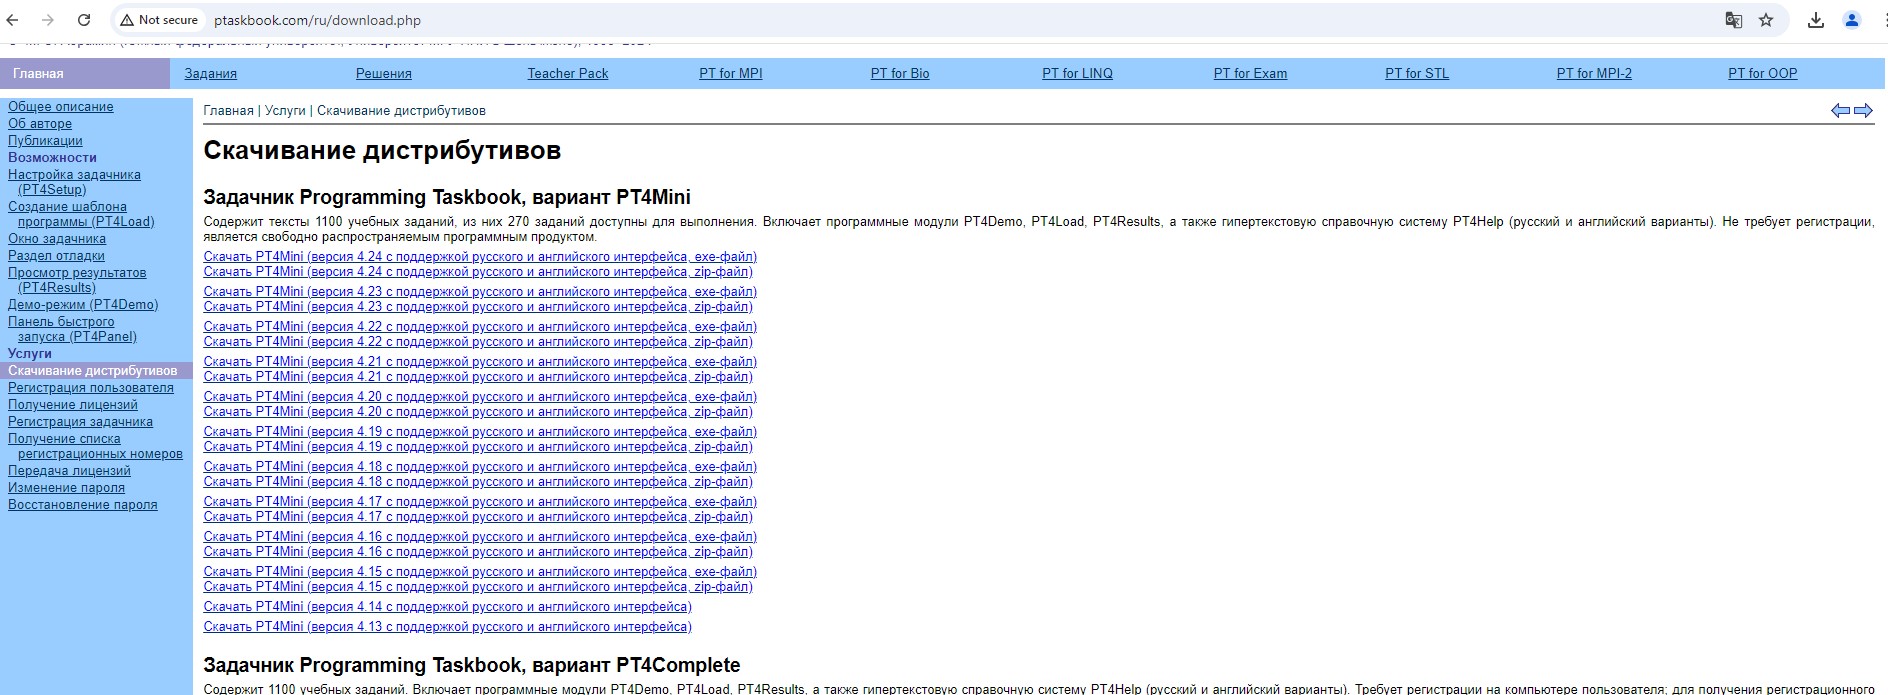 Not secure
ptaskbook.com/ru/download.php
Главная
Задания
Решения
Teacher Pack
PT for MPI
PT for Bio
PT for LINQ
PT for Exam
PT for STL
PT for MPI-2
PT for OOP
Общее описание
Об авторе
Публикации
Возможности
Настройка задачника
(PT4Setup)
Создание шаблона
программы (PT4Load)
Окно задачника
Раздел отладки
Просмотр результатов
(PT4Results)
Демо-режим (PT4Demo)
Панель быстрого
запуска (PT4Panel)
Услуги
Скачивание дистрибутивов
Регистрация пользователя
Получение лицензий
Регистрация задачника
Получение списка
регистрационных номеров
Передача лицензий
Изменение пароля
Восстановление пароля
Главная | Услуги | Скачивание дистрибутивов
Скачивание дистрибутивов
Задачник Programming Taskbook, вариант PT4Mini
Содержит тексты 1100 учебных заданий, из них 270 заданий доступны для выполнения. Включает программные модули PT4Demo, PT4Load, PT4Results, а также гипертекстовую справочную систему PT4Help (русский и английский варианты). Не требует регистрации,
является свободно распространяемым программным продуктом.
Скачать PT4Mini (версия 4.24 с поддержкой русского и английского интерфейса, exe-файл)
Скачать PT4Mini (версия 4.24 с поддержкой русского и английского интерфейса, zip-файл)
Скачать PT4Mini (версия 4.23 с поддержкой русского и английского интерфейса, exe-файл)
Скачать PT4Mini (версия 4.23 с поддержкой русского и английского интерфейса, zip-файл)
Скачать PT4Mini (версия 4.22 с поддержкой русского и английского интерфейса, exe-файл)
Скачать PT4Mini (версия 4.22 с поддержкой русского и английского интерфейса, zip-файл)
Скачать PT4Mini (версия 4.21 с поддержкой русского и английского интерфейса, exe-файл)
Скачать PT4Mini (версия 4.21 с поддержкой русского и английского интерфейса, zip-файл)
Скачать PT4Mini (версия 4.20 с поддержкой русского и английского интерфейса, exe-файл)
Скачать PT4Mini (версия 4.20 с поддержкой русского и английского интерфейса, zip-файл)
Скачать PT4Mini (версия 4.19 с поддержкой русского и английского интерфейса, exe-файл)
Скачать PT4Mini (версия 4.19 с поддержкой русского и английского интерфейса, zip-файл)
Скачать PT4Mini (версия 4.18 с поддержкой русского и английского интерфейса, exe-файл)
Скачать PT4Mini (версия 4.18 с поддержкой русского и английского интерфейса, zip-файл)
Скачать PT4Mini (версия 4.17 с поддержкой русского и английского интерфейса, exe-файл)
Скачать PT4Mini (версия 4.17 с поддержкой русского и английского интерфейса, zip-файл)
Скачать PT4Mini (версия 4.16 с поддержкой русского и английского интерфейса, exe-файл)
Скачать PT4Mini (версия 4.16 с поддержкой русского и английского интерфейса, zip-файл)
Скачать PT4Mini (версия 4.15 с поддержкой русского и английского интерфейса, exe-файл)
Скачать PT4Mini (версия 4.15 с поддержкой русского и английского интерфейса, zip-файл)
Скачать PT4Mini (версия 4.14 с поддержкой русского и английского интерфейса)
Скачать PT4Mini (версия 4.13 с поддержкой русского и английского интерфейса)
Задачник Programming Taskbook, вариант PT4Complete
Содержит 1100 учебных заданий. Включает программные модули PT4Demo, PT4Load, PT4Results, а также гипертекстовую справочную систему PT4Help (русский и английский варианты). Требует регистрации на компьютере пользователя; для получения регистрационного